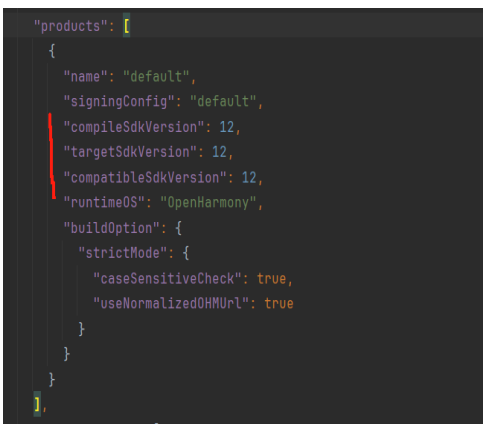 "products": [
{
"name": "default",
"signingConfig": "default",
"compileSdkVersion": 12,
"targetSdkVersion": 12,
"compatibleSdkVersion": 12,
"runtimeOS": "OpenHarmony",
"buildOption": {
"strictMode": {
"caseSensitiveCheck": true,
"useNormalizedOHMUrl": true
}
}
}
],